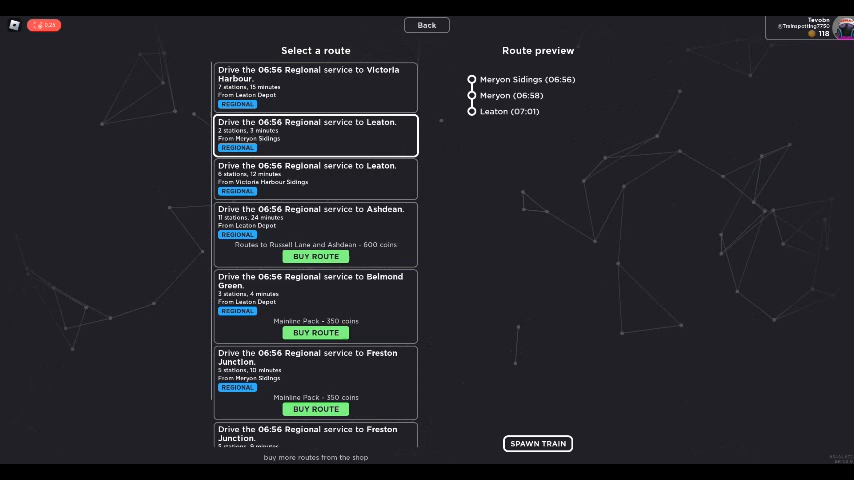 0:26
Back
Tevobn
@Trainspotting7750
118
Select a route
Route preview
Drive the 06:56 Regional service to Victoria
Harbour.
7 stations, 15 minutes
From Leaton Depot
REGIONAL
Drive the 06:56 Regional service to Leaton.
2 stations, 3 minutes
From Meryon Sidings
REGIONAL
Drive the 06:56 Regional service to Leaton.
6 stations, 12 minutes
From Victoria Harbour Sidings
REGIONAL
Drive the 06:56 Regional service to Ashdean.
11 stations, 24 minutes
From Leaton Depot
REGIONAL
Routes to Russell Lane and Ashdean - 600 coins
BUY ROUTE
Drive the 06:56 Regional service to Belmond
Green.
3 stations, 4 minutes
From Leaton Depot
REGIONAL
Mainline Pack - 350 coins
BUY ROUTE
Drive the 06:56 Regional service to Freston
Junction.
5 stations, 10 minutes
From Meryon Sidings
REGIONAL
Mainline Pack - 350 coins
BUY ROUTE
Drive the 06:56 Regional service to Freston
Junction.
buy more routes from the shop
Meryon Sidings (06:56)
Meryon (06:58)
Leaton (07:01)
SPAWN TRAIN